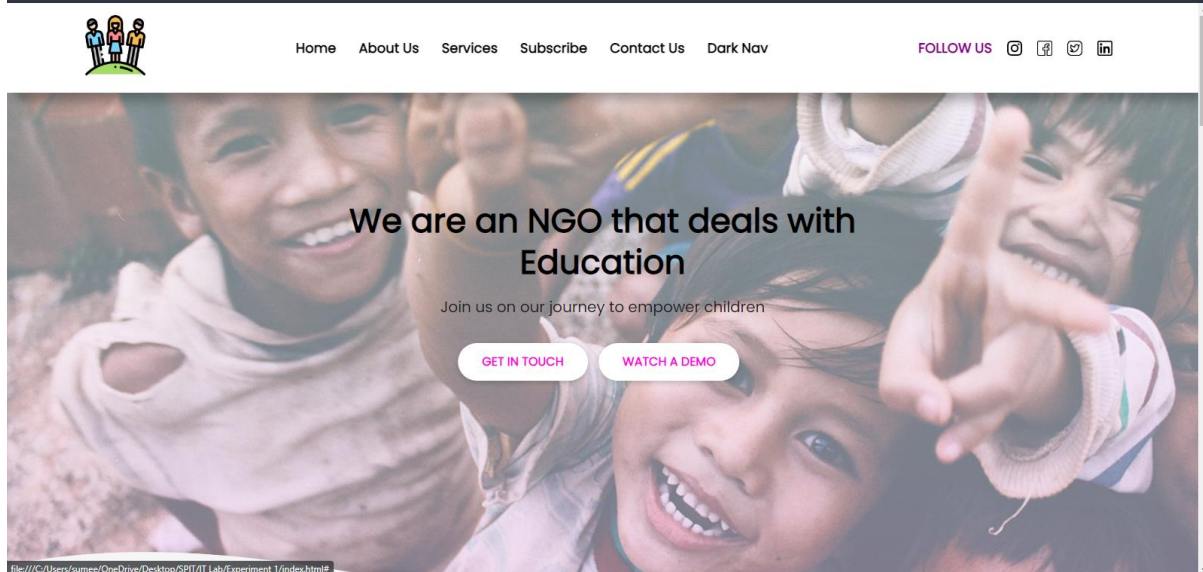 Home About Us Services Subscribe Contact Us Dark Nav FOLLOW US
We are an NGO that deals with
Education
Join us on our journey to empower children
GET IN TOUCH WATCH A DEMO
file:///C:/Users/sumee/OneDrive/Desktop/SPIT/IT Lab/Experiment 1/index.html#